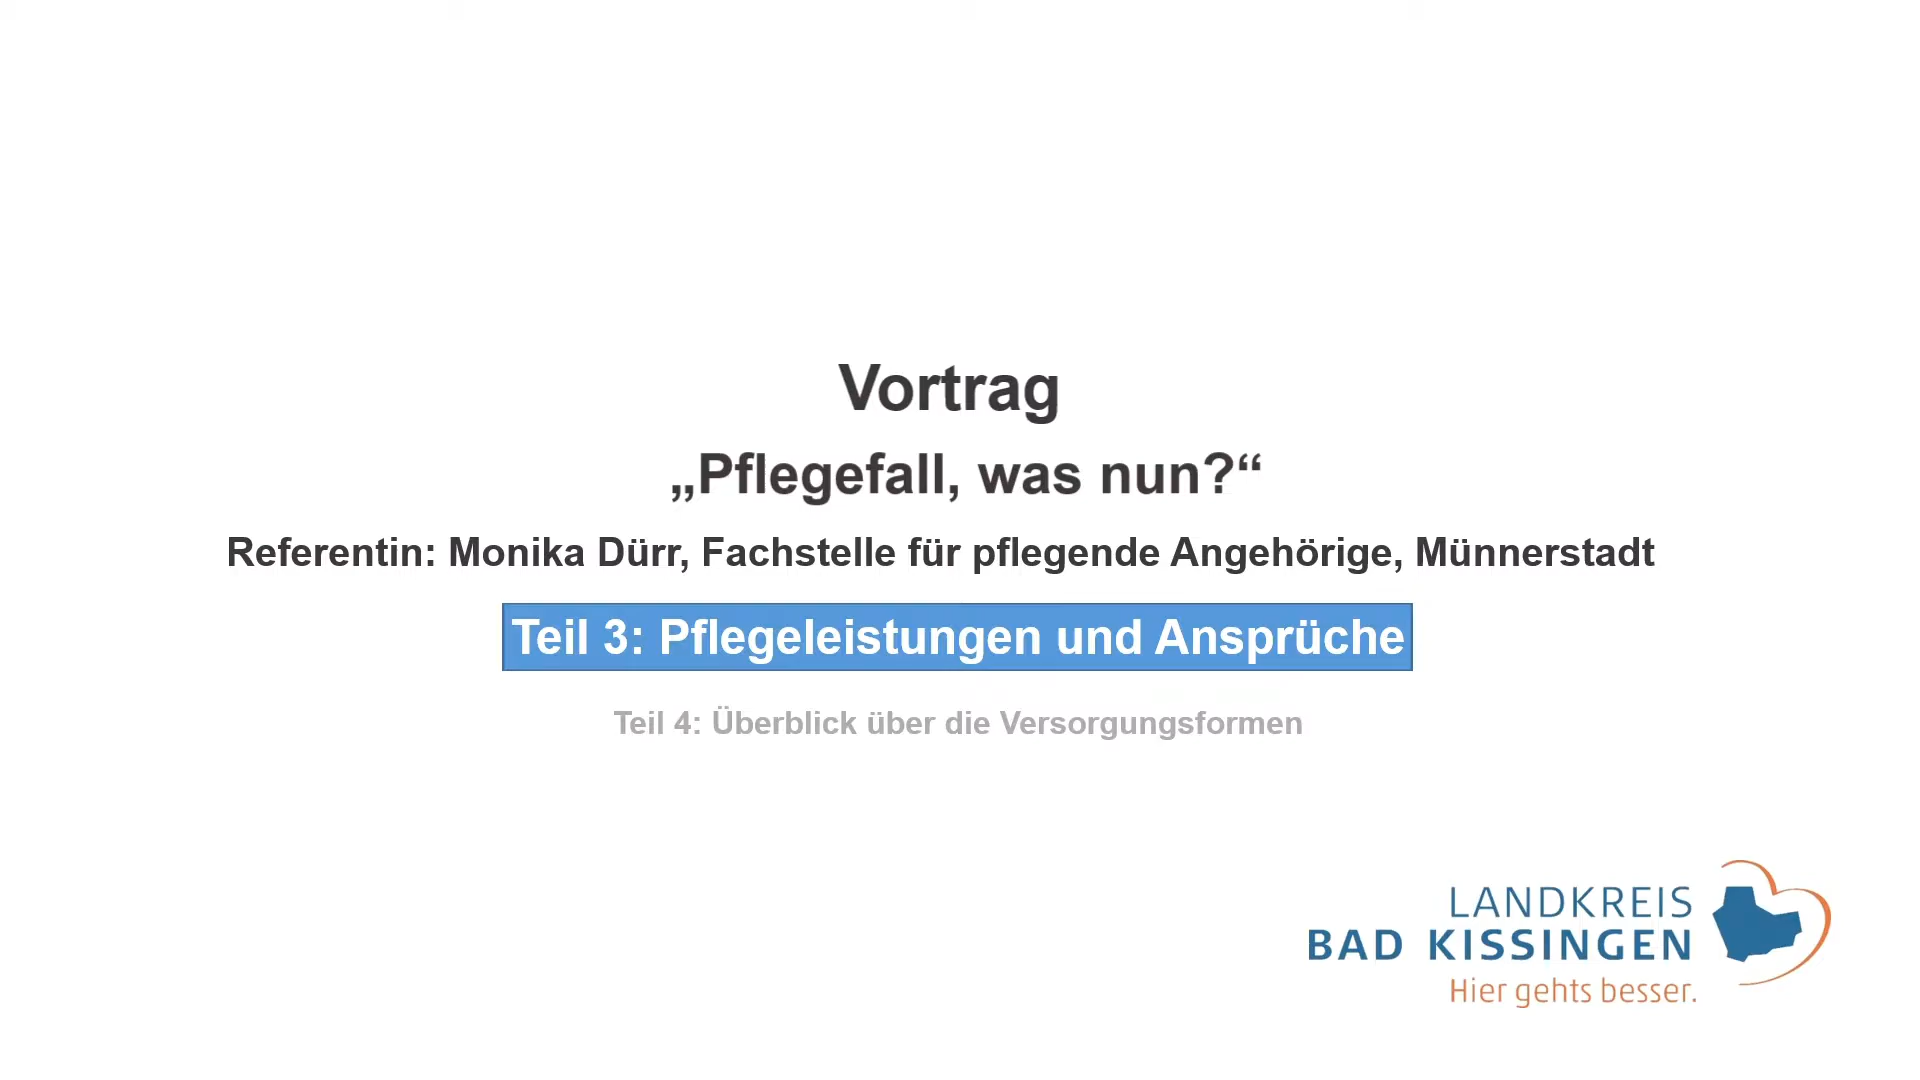 Vortrag
„Pflegefall, was nun?“
Referentin: Monika Dürr, Fachstelle für pflegende Angehörige, Münnerstadt
Teil 3: Pflegeleistungen und Ansprüche
Teil 4: Überblick über die Versorgungsformen
LANDKREIS
BAD KISSINGEN
Hier gehts besser.